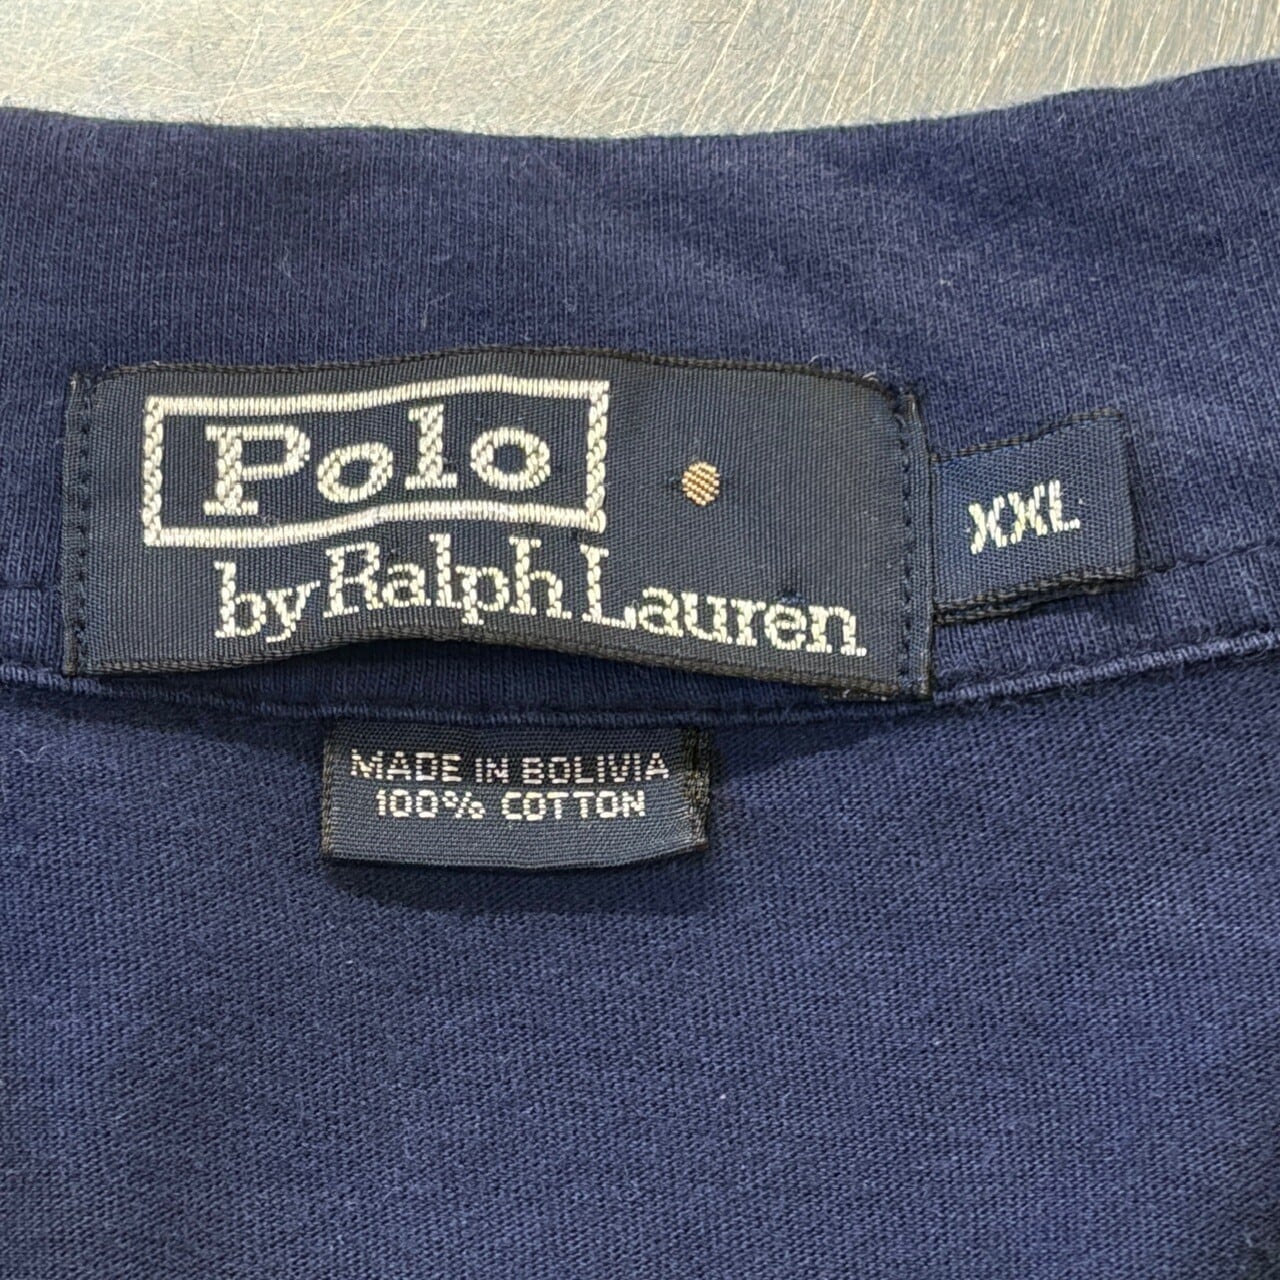 Polo
by Ralph Lauren
XXL
MADE IN BOLIVIA
100% COTTON